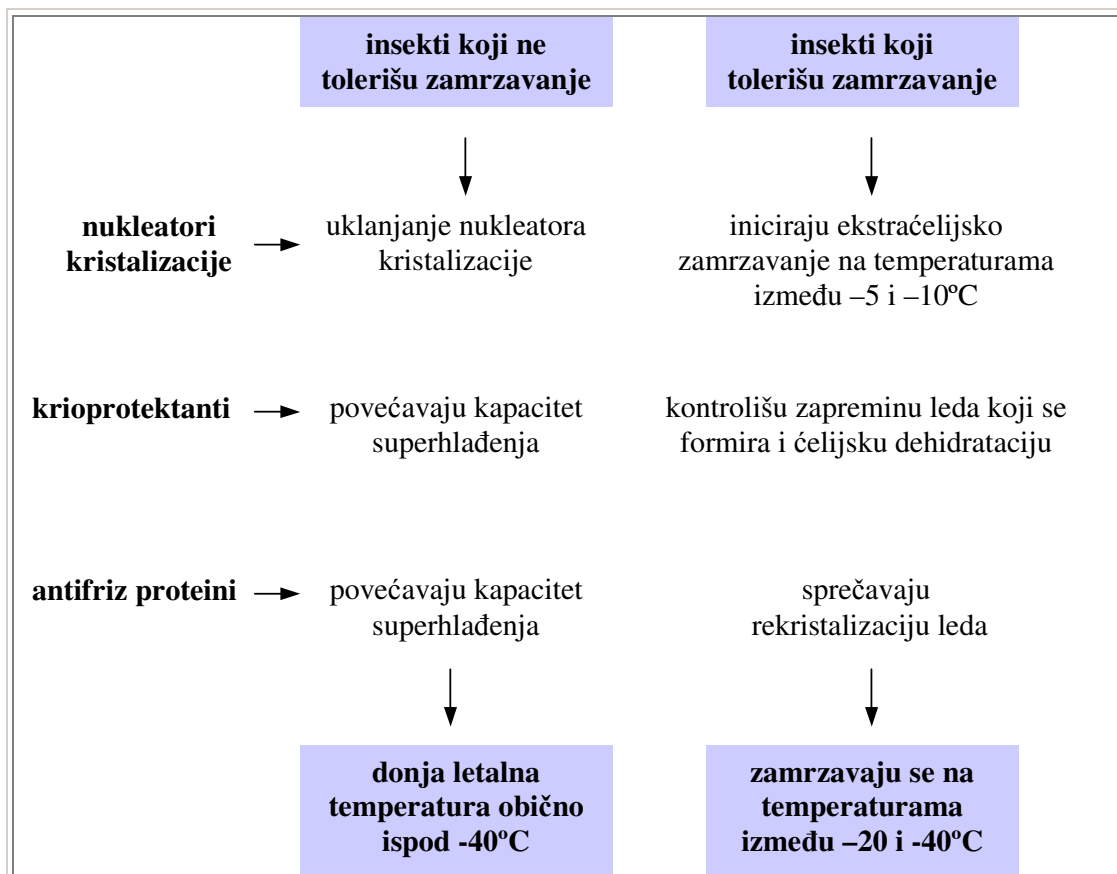 insekti koji ne
tolerišu zamrzavanje
insekti koji
tolerišu zamrzavanje
nukleatori
kristalizacije
uklanjanje nukleatora
kristalizacije
iniciraju ekstraćelijsko
zamrzavanje na temperaturama
između –5 i –10ºC
krioprotektanti
povećavaju kapacitet
superhlađenja
kontrolišu zapreminu leda koji se
formira i ćelijsku dehidrataciju
antifriz proteini
povećavaju kapacitet
superhlađenja
sprečavaju
rekristalizaciju leda
donja letalna
temperatura obično
ispod -40ºC
zamrzavaju se na
temperaturama
između –20 i -40ºC